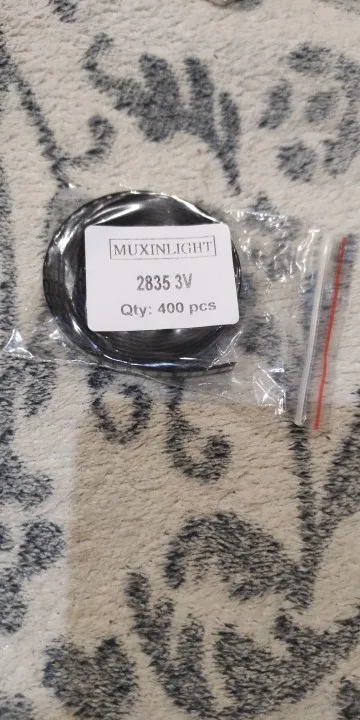 MUXINLIGHT
2835 3V
Qty: 400 pcs